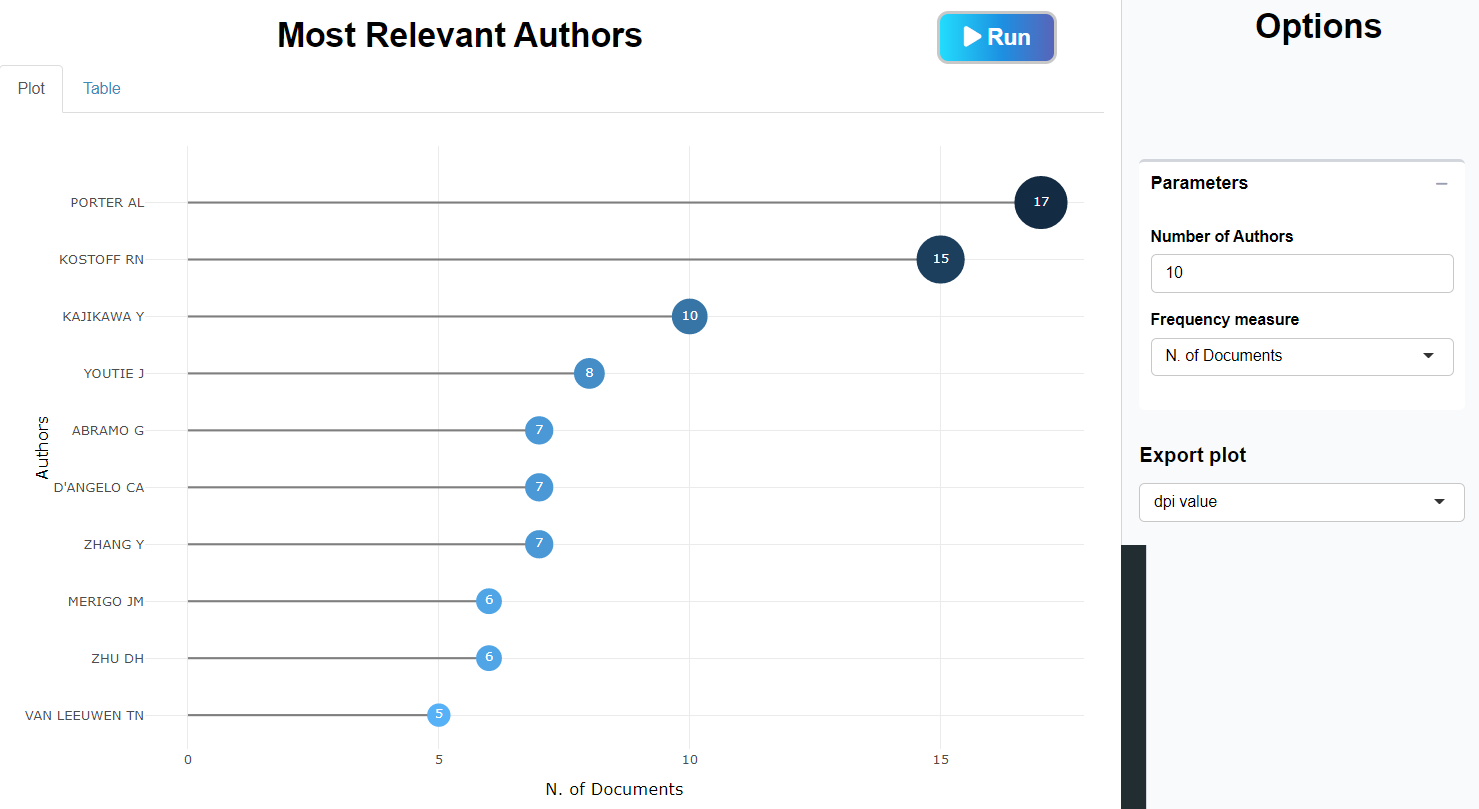 Most Relevant Authors
Run
Options
Plot
Table
Parameters
Number of Authors
10
Frequency measure
N. of Documents
Export plot
dpi value
Authors
PORTER AL
17
KOSTOFF RN
15
KAJIKAWA Y
10
YOUTIE J
8
ABRAMO G
7
D'ANGELO CA
7
ZHANG Y
7
MERIGO JM
6
ZHU DH
6
VAN LEEUWEN TN
5
0
5
10
15
N. of Documents